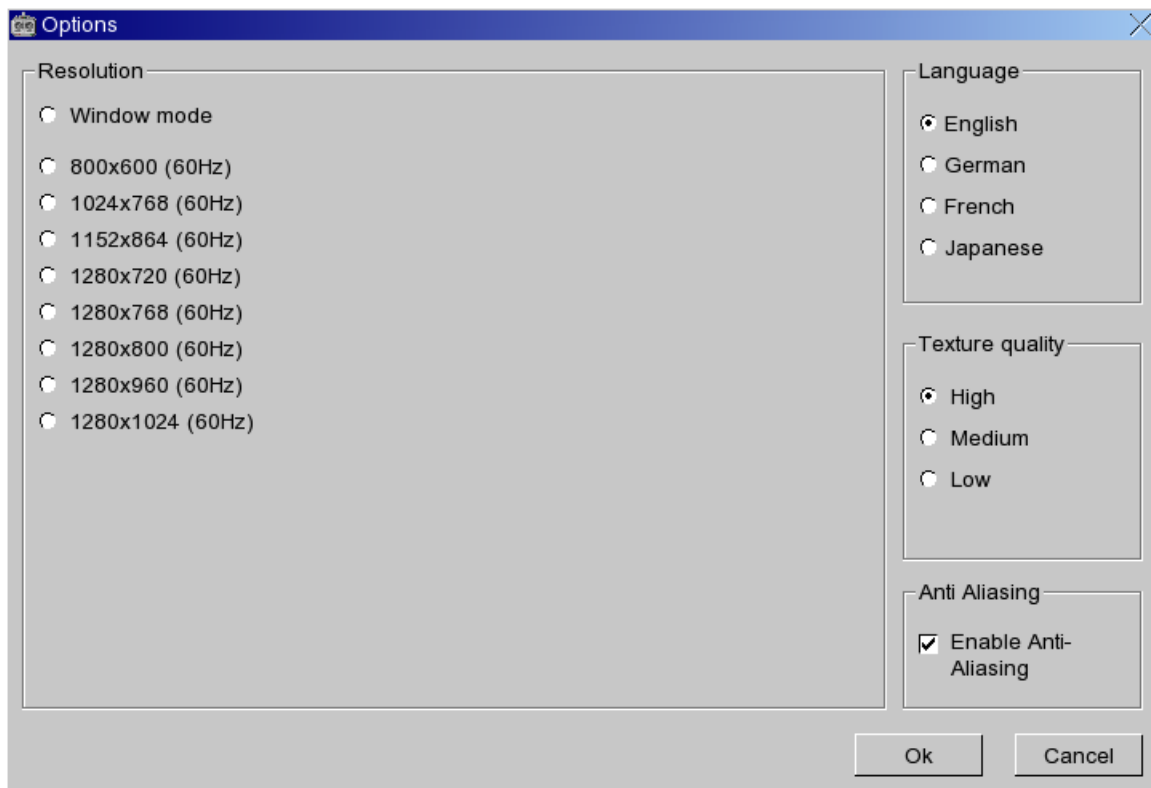 Options
Resolution
Window mode
800x600 (60Hz)
1024x768 (60Hz)
1152x864 (60Hz)
1280x720 (60Hz)
1280x768 (60Hz)
1280x800 (60Hz)
1280x960 (60Hz)
1280x1024 (60Hz)
Language
English
German
French
Japanese
Texture quality
High
Medium
Low
Anti Aliasing
Enable Anti-
Aliasing
Ok
Cancel